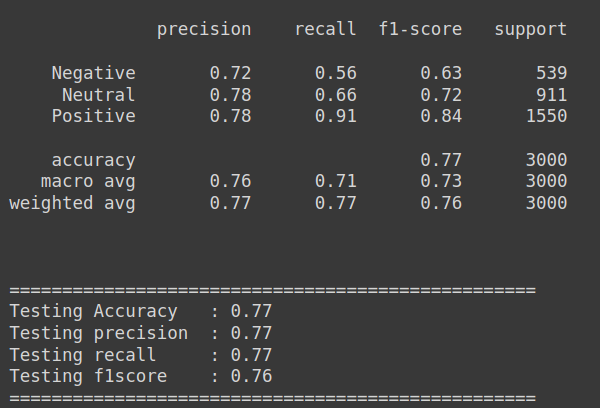 precision recall f1-score support
Negative 0.72 0.56 0.63 539
Neutral 0.78 0.66 0.72 911
Positive 0.78 0.91 0.84 1550
accuracy 0.77 3000
macro avg 0.76 0.71 0.73 3000
weighted avg 0.77 0.77 0.76 3000
==================================================
Testing Accuracy : 0.77
Testing precision : 0.77
Testing recall : 0.77
Testing f1score : 0.76
==================================================